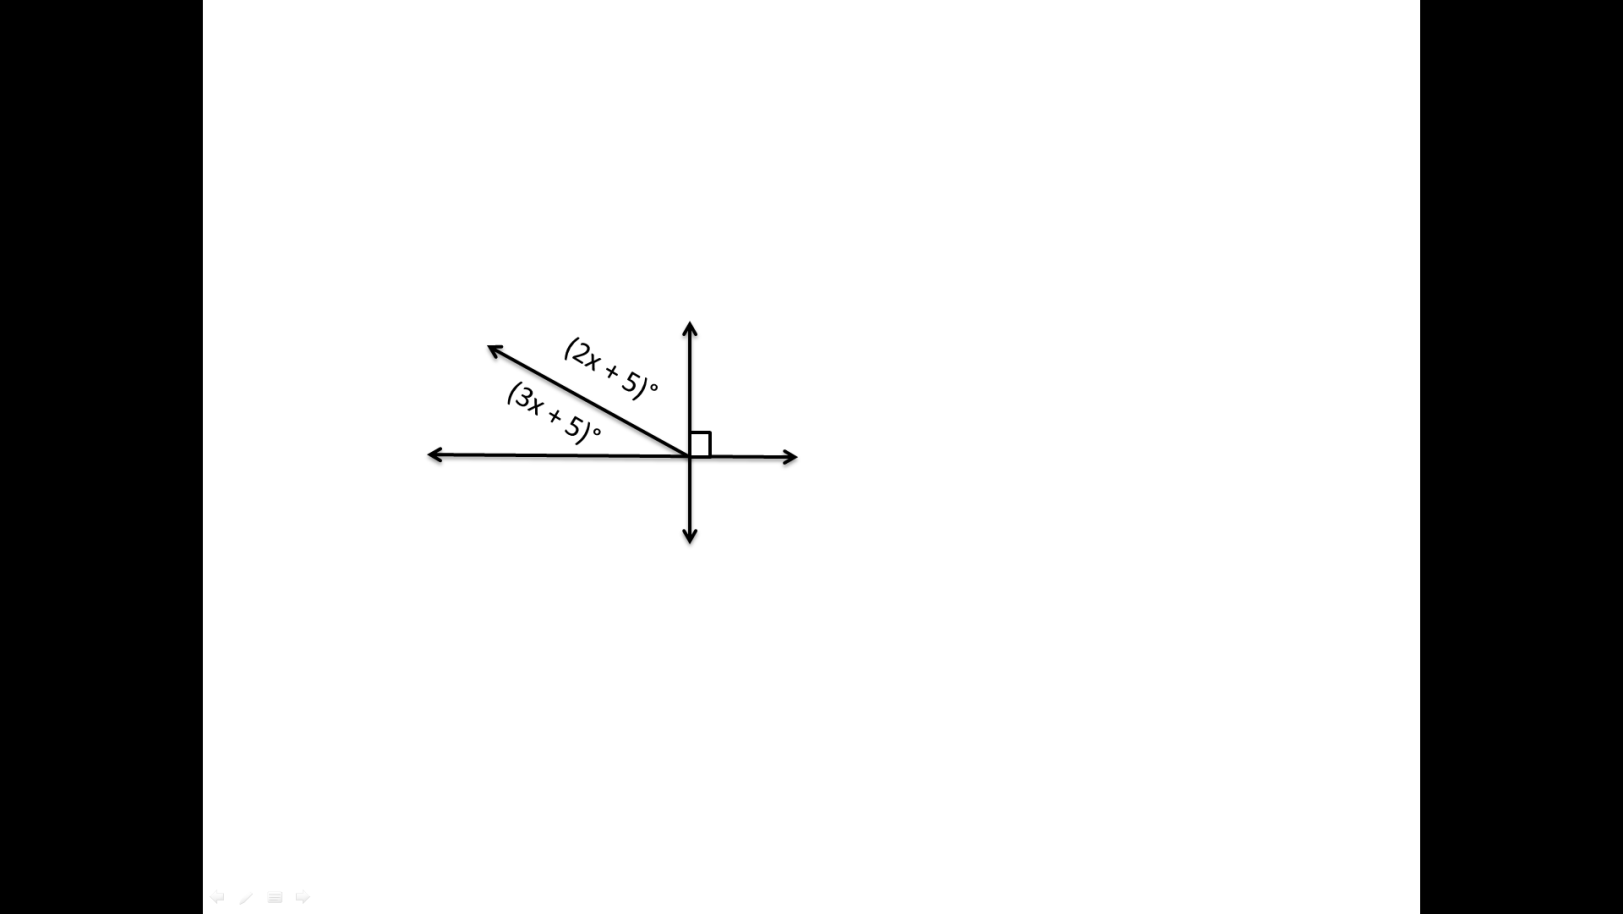 (2x + 5)°
(3x + 5)°